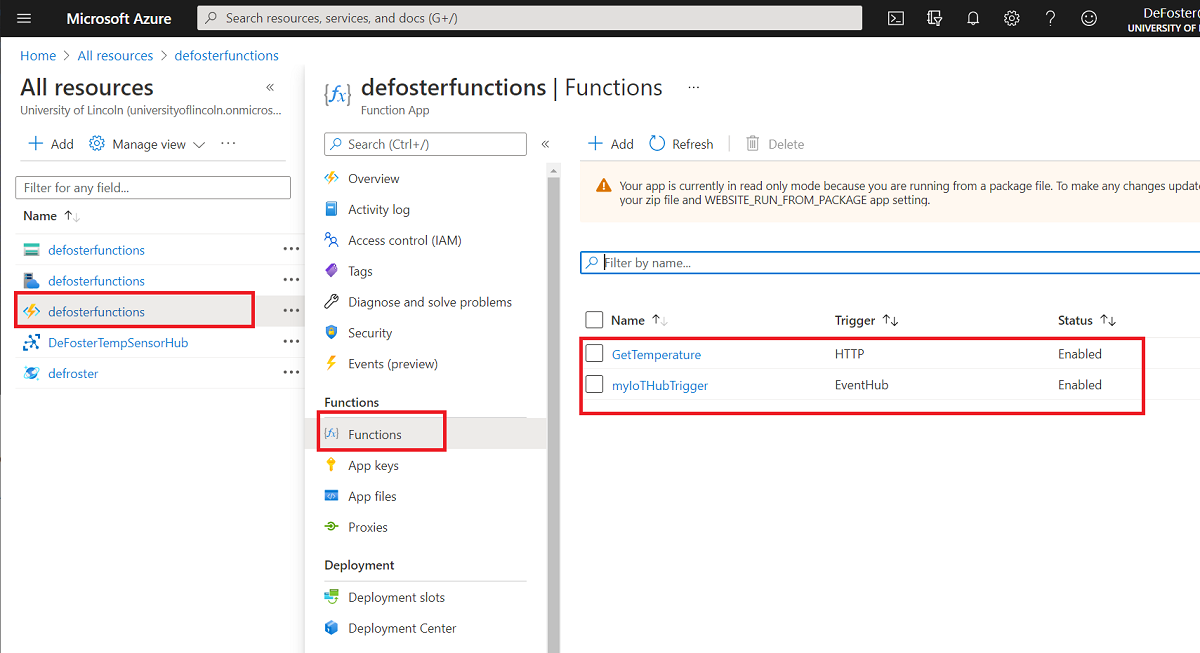 Microsoft Azure
Search resources, services, and docs (G+/)
DeFoster@
UNIVERSITY OF
Home > All resources > defosterfunctions
All resources «
University of Lincoln (universityoflincoln.onmicros...
+ Add Manage view ...
Filter for any field...
Name ↑↓
defosterfunctions ...
defosterfunctions ...
defosterfunctions ...
DeFosterTempSensorHub ...
defroster ...
defosterfunctions | Functions ...
Function App
Search (Ctrl+/) «
Overview
Activity log
Access control (IAM)
Tags
Diagnose and solve problems
Security
Events (preview)
Functions
Functions
App keys
App files
Proxies
Deployment
Deployment slots
Deployment Center
+ Add Refresh Delete
Your app is currently in read only mode because you are running from a package file. To make any changes update
your zip file and WEBSITE_RUN_FROM_PACKAGE app setting.
Filter by name...
Name ↑↓ Trigger ↑↓ Status ↑↓
GetTemperature HTTP Enabled
myIoTHubTrigger EventHub Enabled